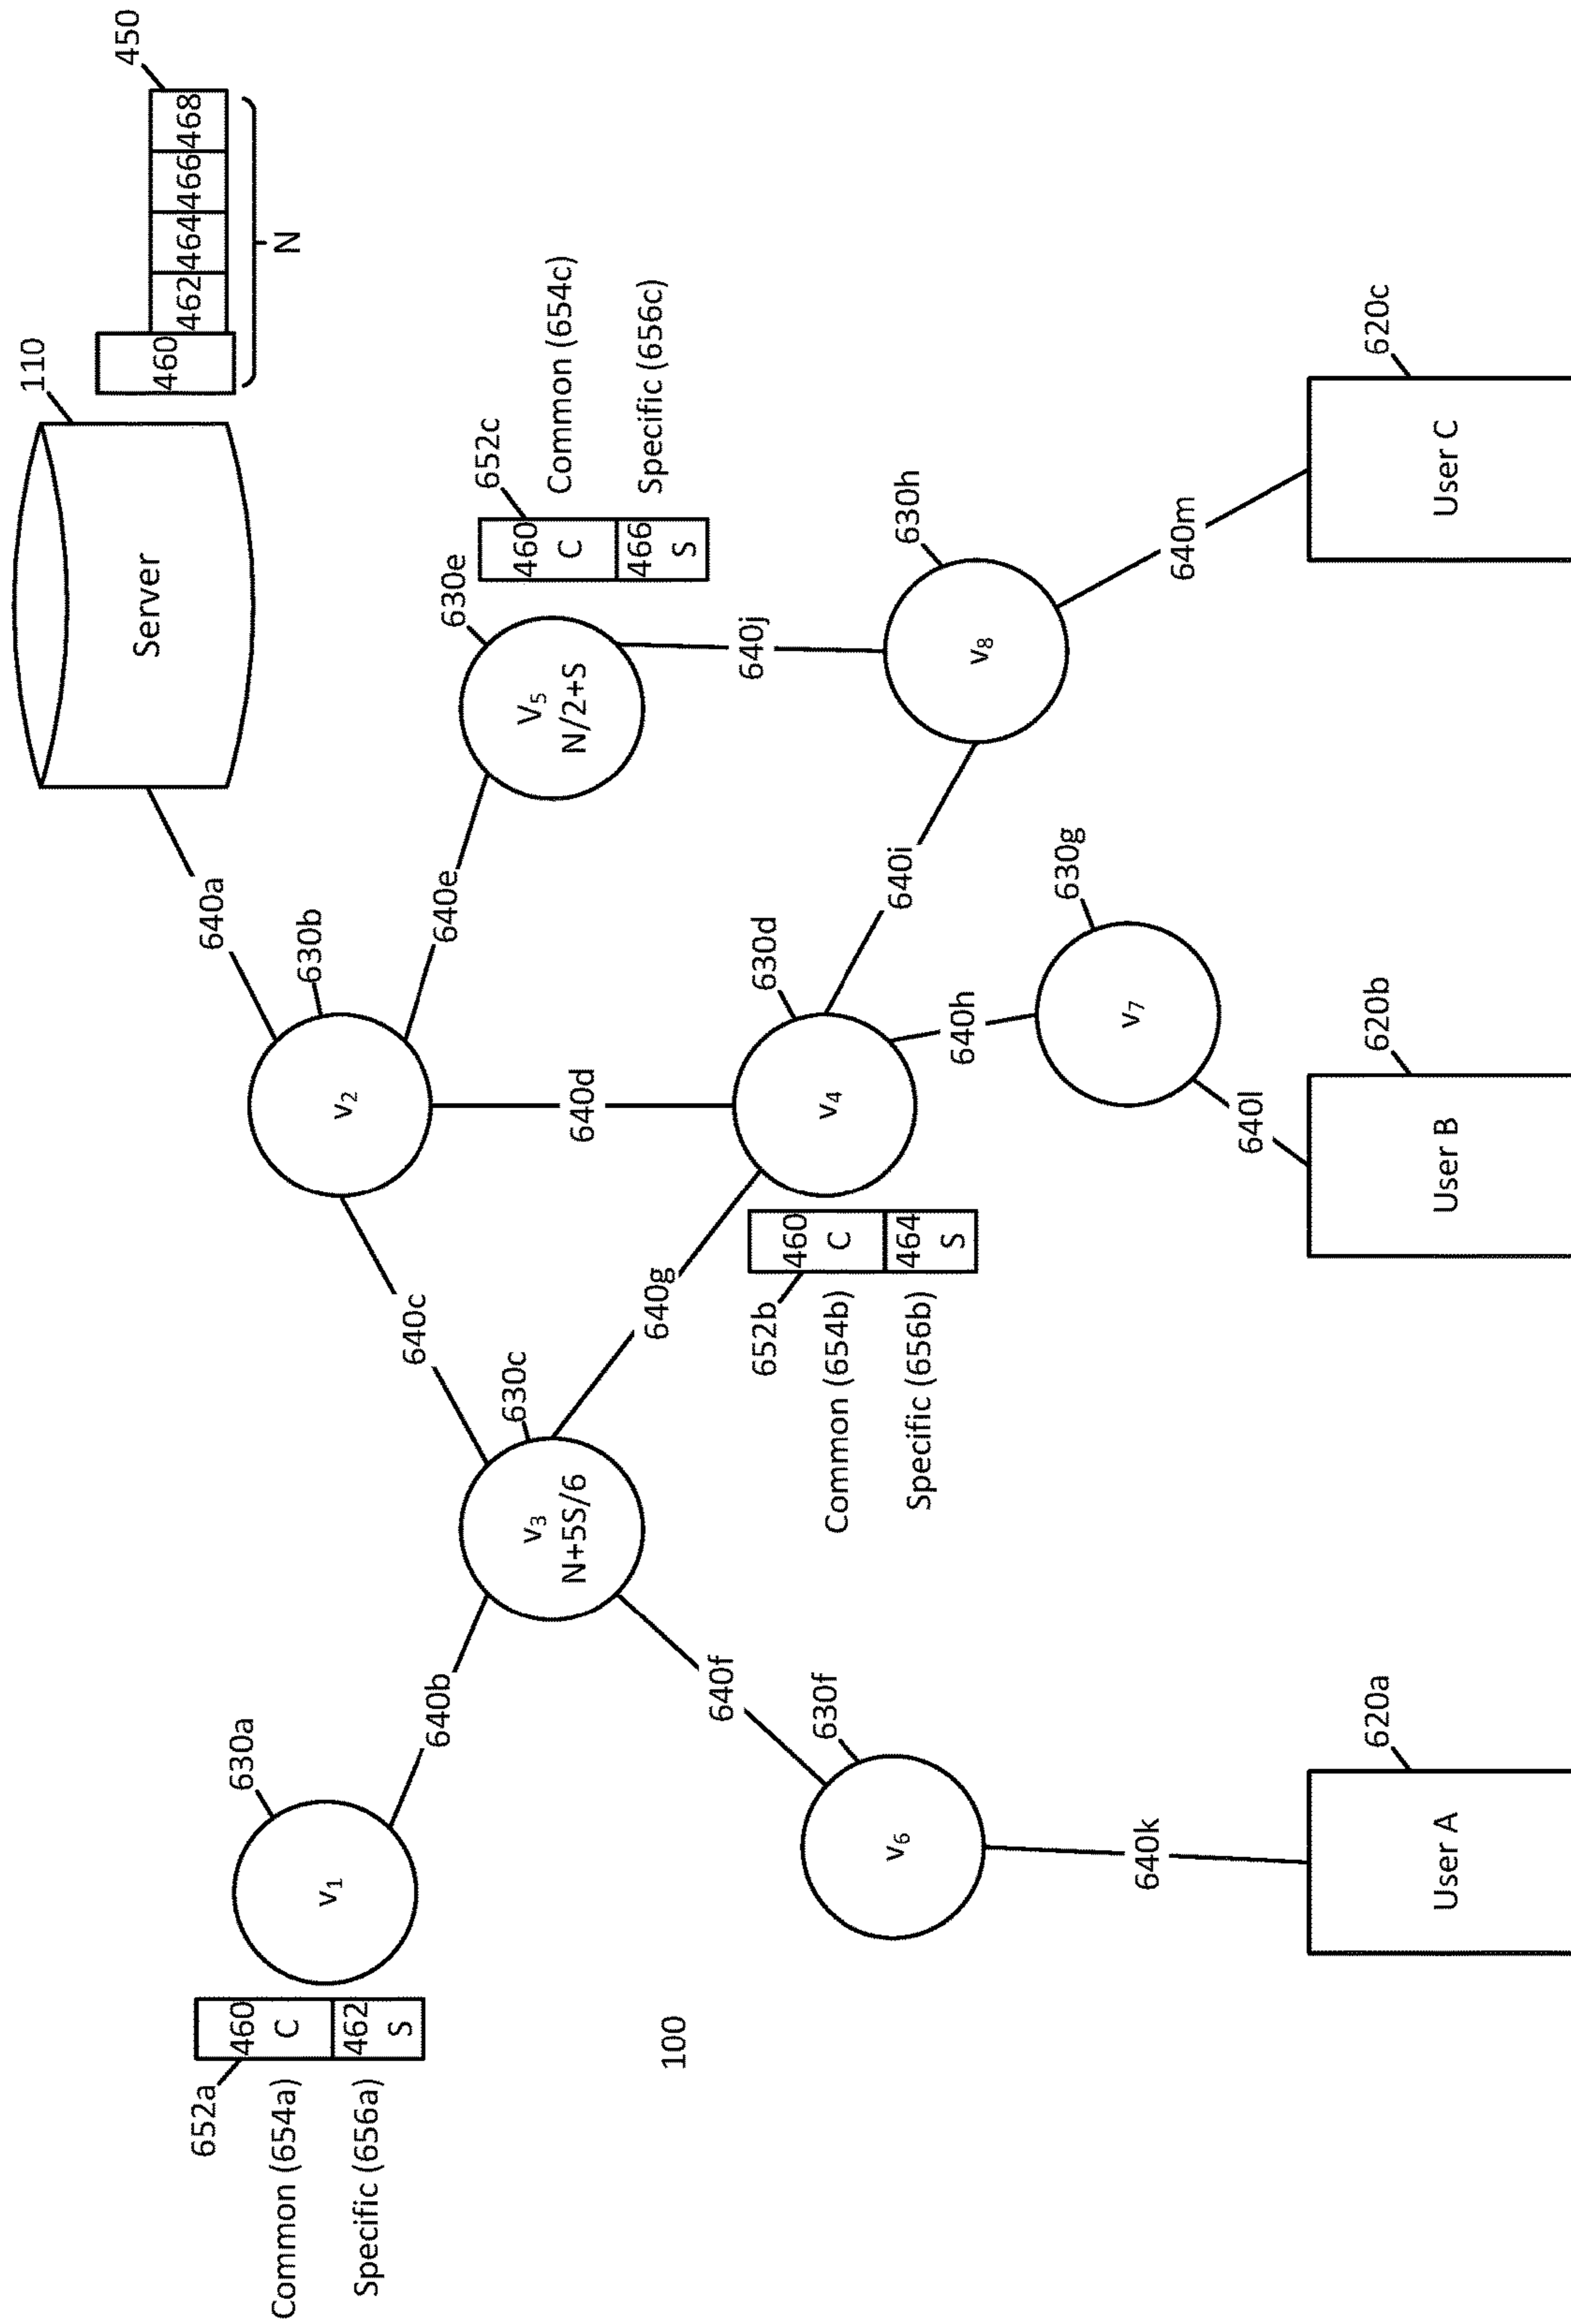 450
110
460
462
464
466
468
N
Server
640a
630b
v2
640e
640c
640d
630e
V5
N/2+S
652c
460
C
466
S
Common (654c)
Specific (656c)
640j
630h
v8
640m
640i
630d
v4
640h
630g
v7
640l
640g
652b
460
C
464
S
Common (654b)
Specific (656b)
630c
v3
N+5S/6
640b
630a
v1
652a
460
C
462
S
Common (654a)
Specific (656a)
640f
630f
v6
640k
100
620a
User A
620b
User B
620c
User C